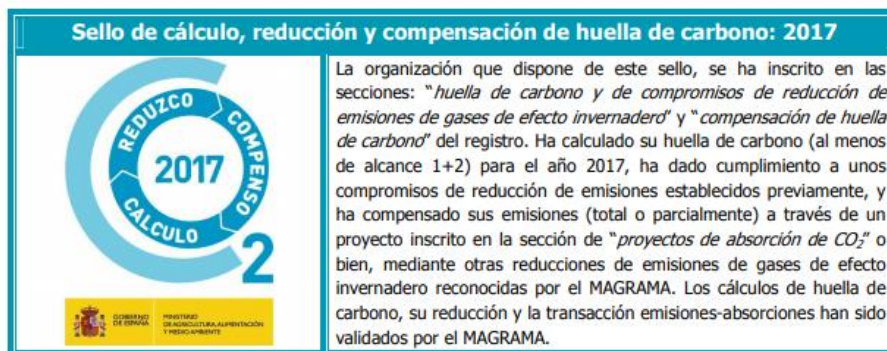 Sello de cálculo, reducción y compensación de huella de carbono: 2017
REDUZCO
COMPENSO
CALCULO
2017
2
GOBIERNO
DE ESPAÑA
MINISTERIO
DE AGRICULTURA, ALIMENTACIÓN
Y MEDIO AMBIENTE
La organización que dispone de este sello, se ha inscrito en las
secciones: "huella de carbono y de compromisos de reducción de
emisiones de gases de efecto invernadero" y "compensación de huella
de carbono" del registro. Ha calculado su huella de carbono (al menos
de alcance 1+2) para el año 2017, ha dado cumplimiento a unos
compromisos de reducción de emisiones establecidos previamente, y
ha compensado sus emisiones (total o parcialmente) a través de un
proyecto inscrito en la sección de "proyectos de absorción de CO₂" o
bien, mediante otras reducciones de emisiones de gases de efecto
invernadero reconocidas por el MAGRAMA. Los cálculos de huella de
carbono, su reducción y la transacción emisiones-absorciones han sido
validados por el MAGRAMA.